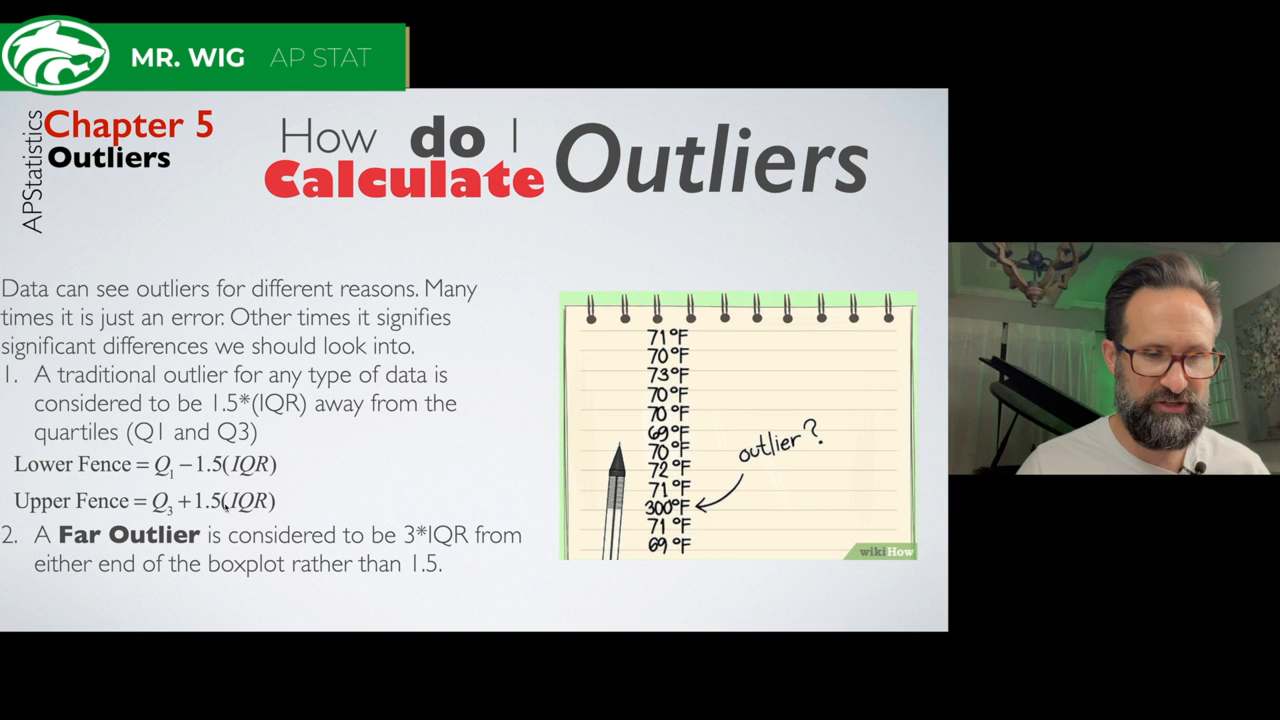 MR. WIG AP STAT
APStatistics
Chapter 5
Outliers
How do I
Calculate
Outliers
Data can see outliers for different reasons. Many
times it is just an error. Other times it signifies
significant differences we should look into.
1. A traditional outlier for any type of data is
considered to be 1.5*(IQR) away from the
quartiles (Q1 and Q3)
Lower Fence = Q₁ − 1.5(IQR)
Upper Fence = Q₃ + 1.5(IQR)
2. A Far Outlier is considered to be 3*IQR from
either end of the boxplot rather than 1.5.
71°F
70°F
73°F
70°F
70°F
69°F
70°F
72°F
71°F
300°F
71°F
69°F
outlier?
wikiHow